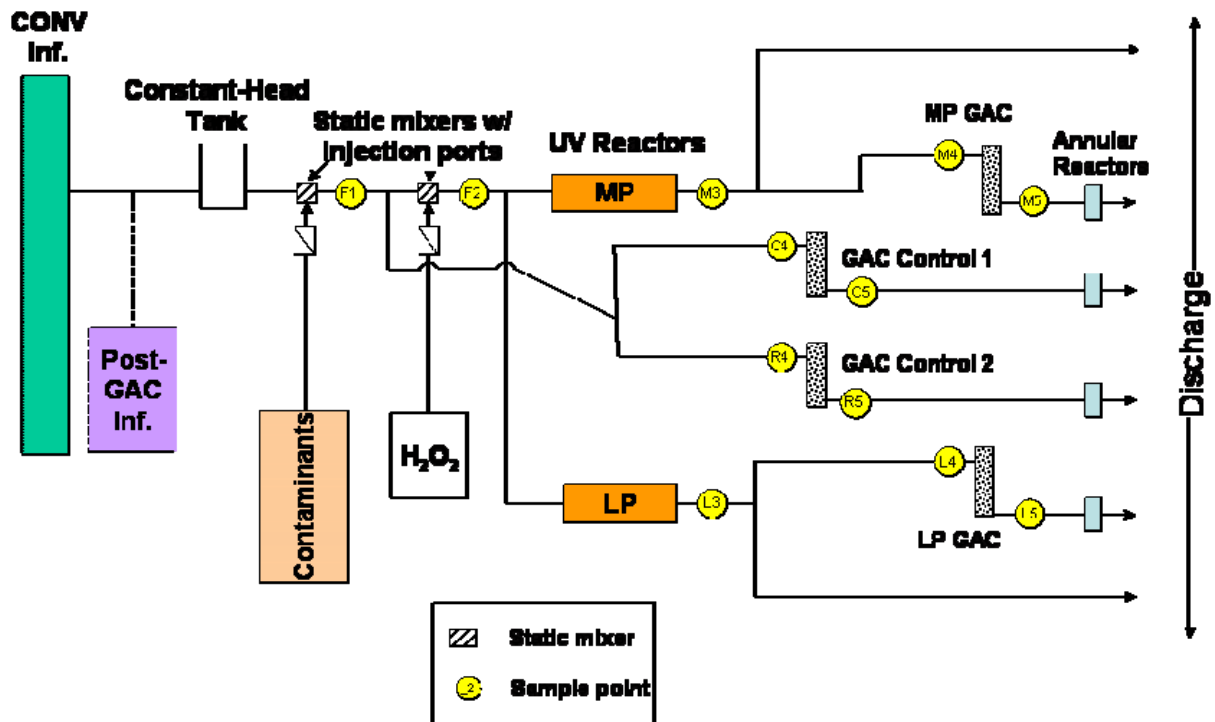 CONV
Inf.
Constant-Head
Tank
Static mixers w/
injection ports
UV Reactors
MP GAC
Annular
Reactors
F1
F2
MP
M3
M4
M5
C4
GAC Control 1
C5
Post-
GAC
Inf.
R4
GAC Control 2
R5
Discharge
Contaminants
H₂O₂
LP
L3
L4
L5
LP GAC
Static mixer
_2
Sample point